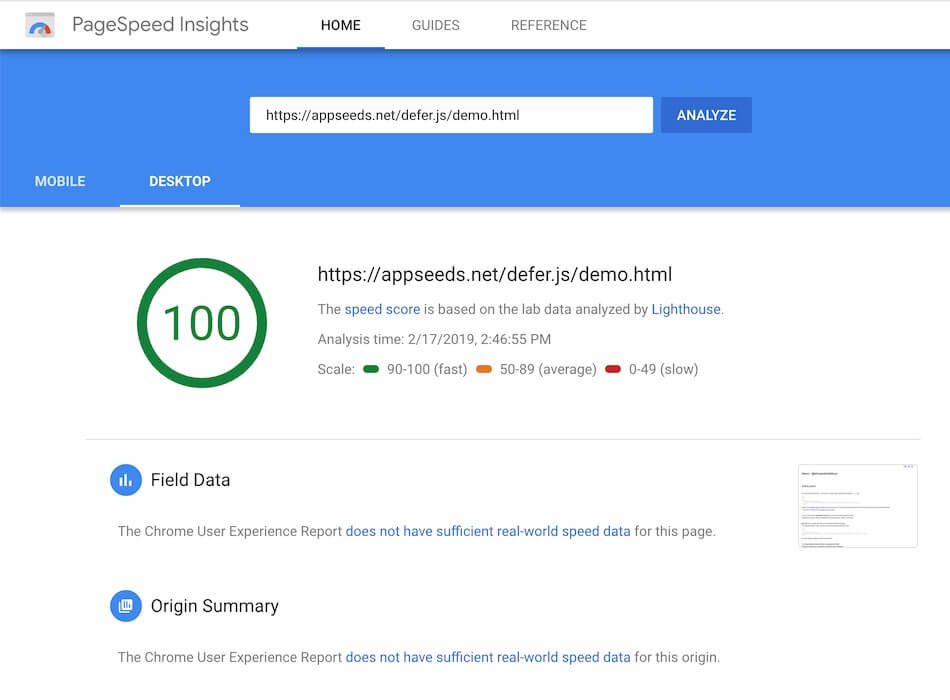 PageSpeed Insights HOME GUIDES REFERENCE
https://appseeds.net/defer.js/demo.html ANALYZE
MOBILE DESKTOP
100
https://appseeds.net/defer.js/demo.html
The speed score is based on the lab data analyzed by Lighthouse.
Analysis time: 2/17/2019, 2:46:55 PM
Scale: 90-100 (fast) 50-89 (average) 0-49 (slow)
Field Data
The Chrome User Experience Report does not have sufficient real-world speed data for this page.
Origin Summary
The Chrome User Experience Report does not have sufficient real-world speed data for this origin.